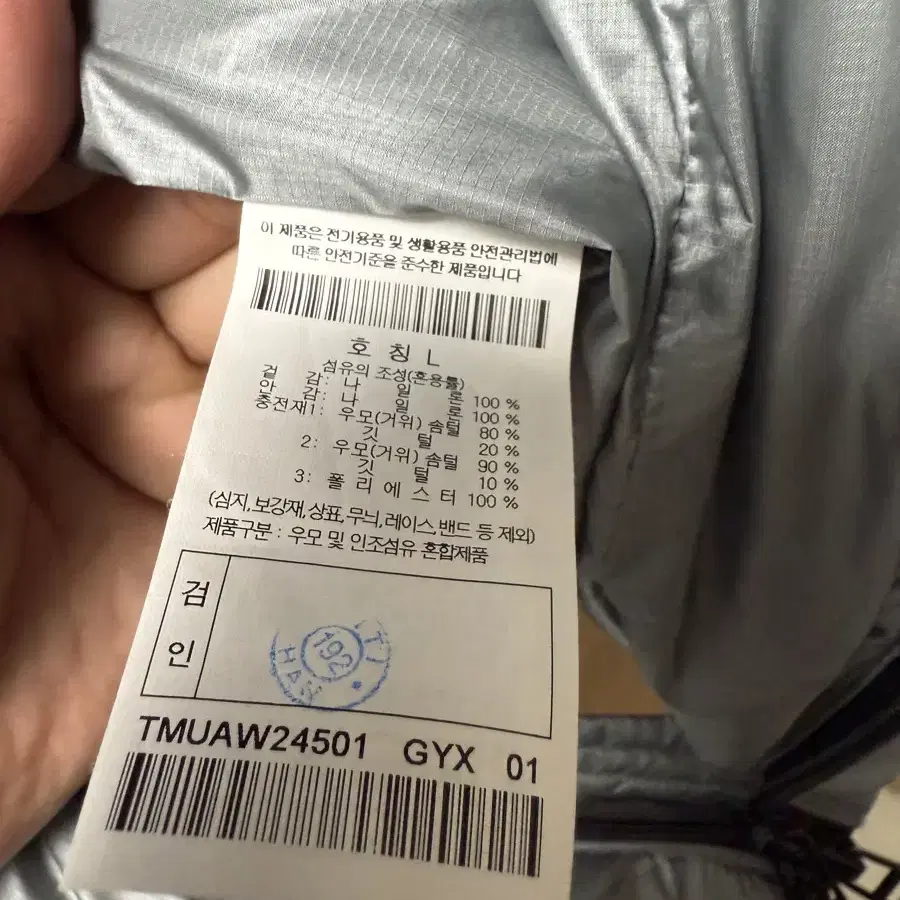 이 제품은 전기용품 및 생활용품 안전관리법에
따른 안전기준을 준수한 제품입니다
호 칭 L
섬유의 조성(혼용률)
겉 감: 나 일 론 100 %
안 감: 나 일 론 100 %
충전재1: 우모(거위) 솜털 80 %
깃 털 20 %
2: 우모(거위) 솜털 90 %
깃 털 10 %
3: 폴 리 에 스 터 100 %
(심지,보강재,상표,무늬,레이스,밴드 등 제외)
제품구분 : 우모 및 인조섬유 혼합제품
검
인
192
HAN
TMUAW24501 GYX 01